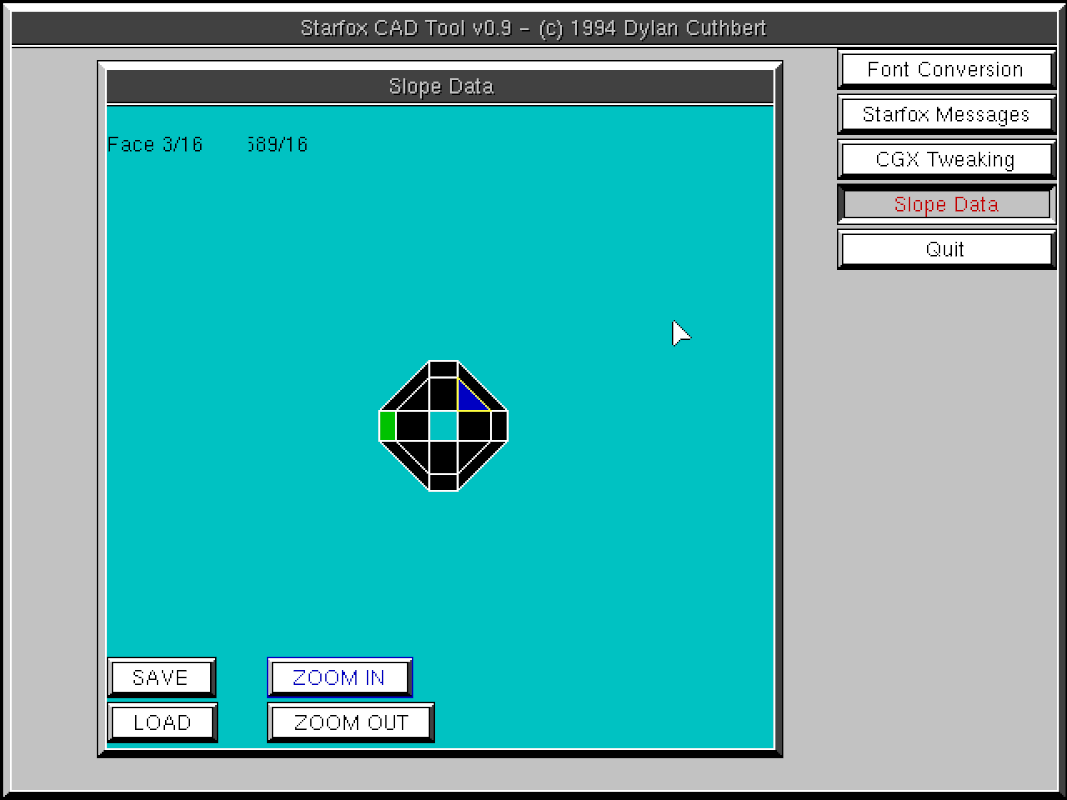 Starfox CAD Tool v0.9 – (c) 1994 Dylan Cuthbert
Slope Data
Face 3/16 589/16
SAVE
ZOOM IN
LOAD
ZOOM OUT
Font Conversion
Starfox Messages
CGX Tweaking
Slope Data
Quit